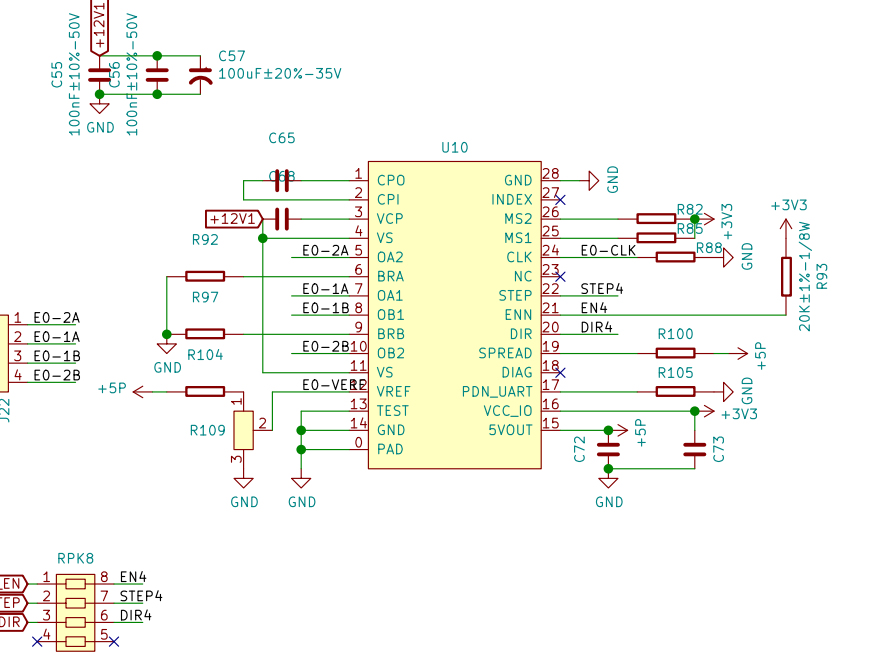 +12V1
C55
100nF±10%-50V
C56
100nF±10%-50V
C57
100uF±20%-35V
GND
C65
C68
+12V1
R92
R97
R104
GND
+5P
R109
1
2
3
GND
GND
U10
1 CPO
2 CPI
3 VCP
4 VS
E0-2A 5 OA2
6 BRA
E0-1A 7 OA1
E0-1B 8 OB1
9 BRB
E0-2B 10 OB2
11 VS
E0-VERF 12 VREF
13 TEST
14 GND
0 PAD
GND 28 GND
INDEX 27
MS2 26 R82 +3V3
MS1 25 R85
CLK 24 E0-CLK R88 GND
NC 23
STEP 22 STEP4
ENN 21 EN4
DIR 20 DIR4
SPREAD 19 R100 +5P
DIAG 18
PDN_UART 17 R105 GND
VCC_IO 16 +3V3
5VOUT 15 +5P
C72
C73
GND
+3V3
20K±1%-1/8W
R93
1 E0-2A
2 E0-1A
3 E0-1B
4 E0-2B
J22
RPK8
EN 1 8 EN4
TEP 2 7 STEP4
DIR 3 6 DIR4
4 5